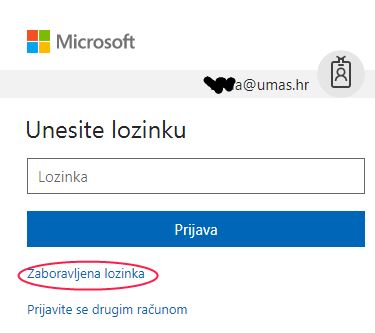 Microsoft
a@umas.hr
Unesite lozinku
Lozinka
Prijava
Zaboravljena lozinka
Prijavite se drugim računom